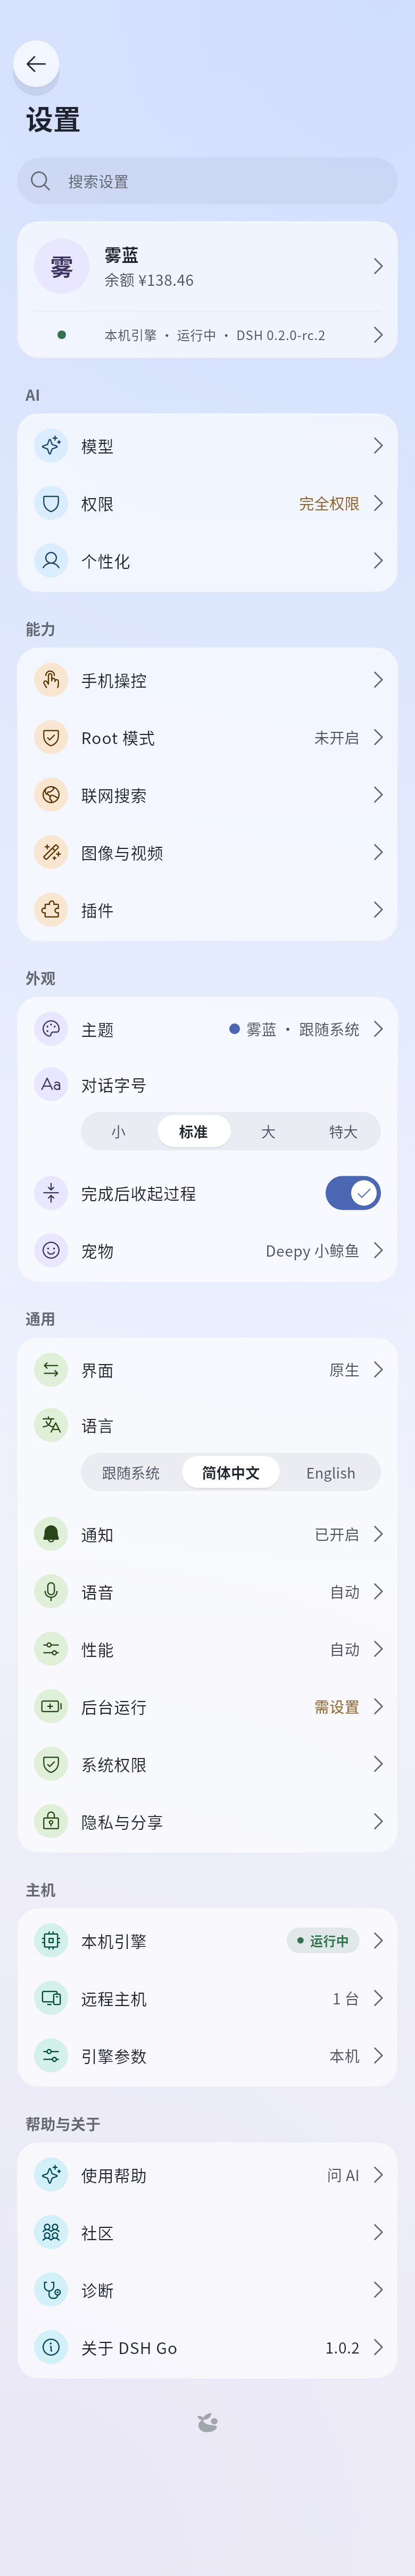 设置
搜索设置
雾
雾蓝
余额 ¥138.46
本机引擎 · 运行中 · DSH 0.2.0-rc.2
AI
模型
权限 完全权限
个性化
能力
手机操控
Root 模式 未开启
联网搜索
图像与视频
插件
外观
主题 雾蓝 · 跟随系统
Aa 对话字号
小 标准 大 特大
完成后收起过程
宠物 Deepy 小鲸鱼
通用
界面 原生
语言
跟随系统 简体中文 English
通知 已开启
语音 自动
性能 自动
后台运行 需设置
系统权限
隐私与分享
主机
本机引擎 运行中
远程主机 1 台
引擎参数 本机
帮助与关于
使用帮助 问 AI
社区
诊断
关于 DSH Go 1.0.2